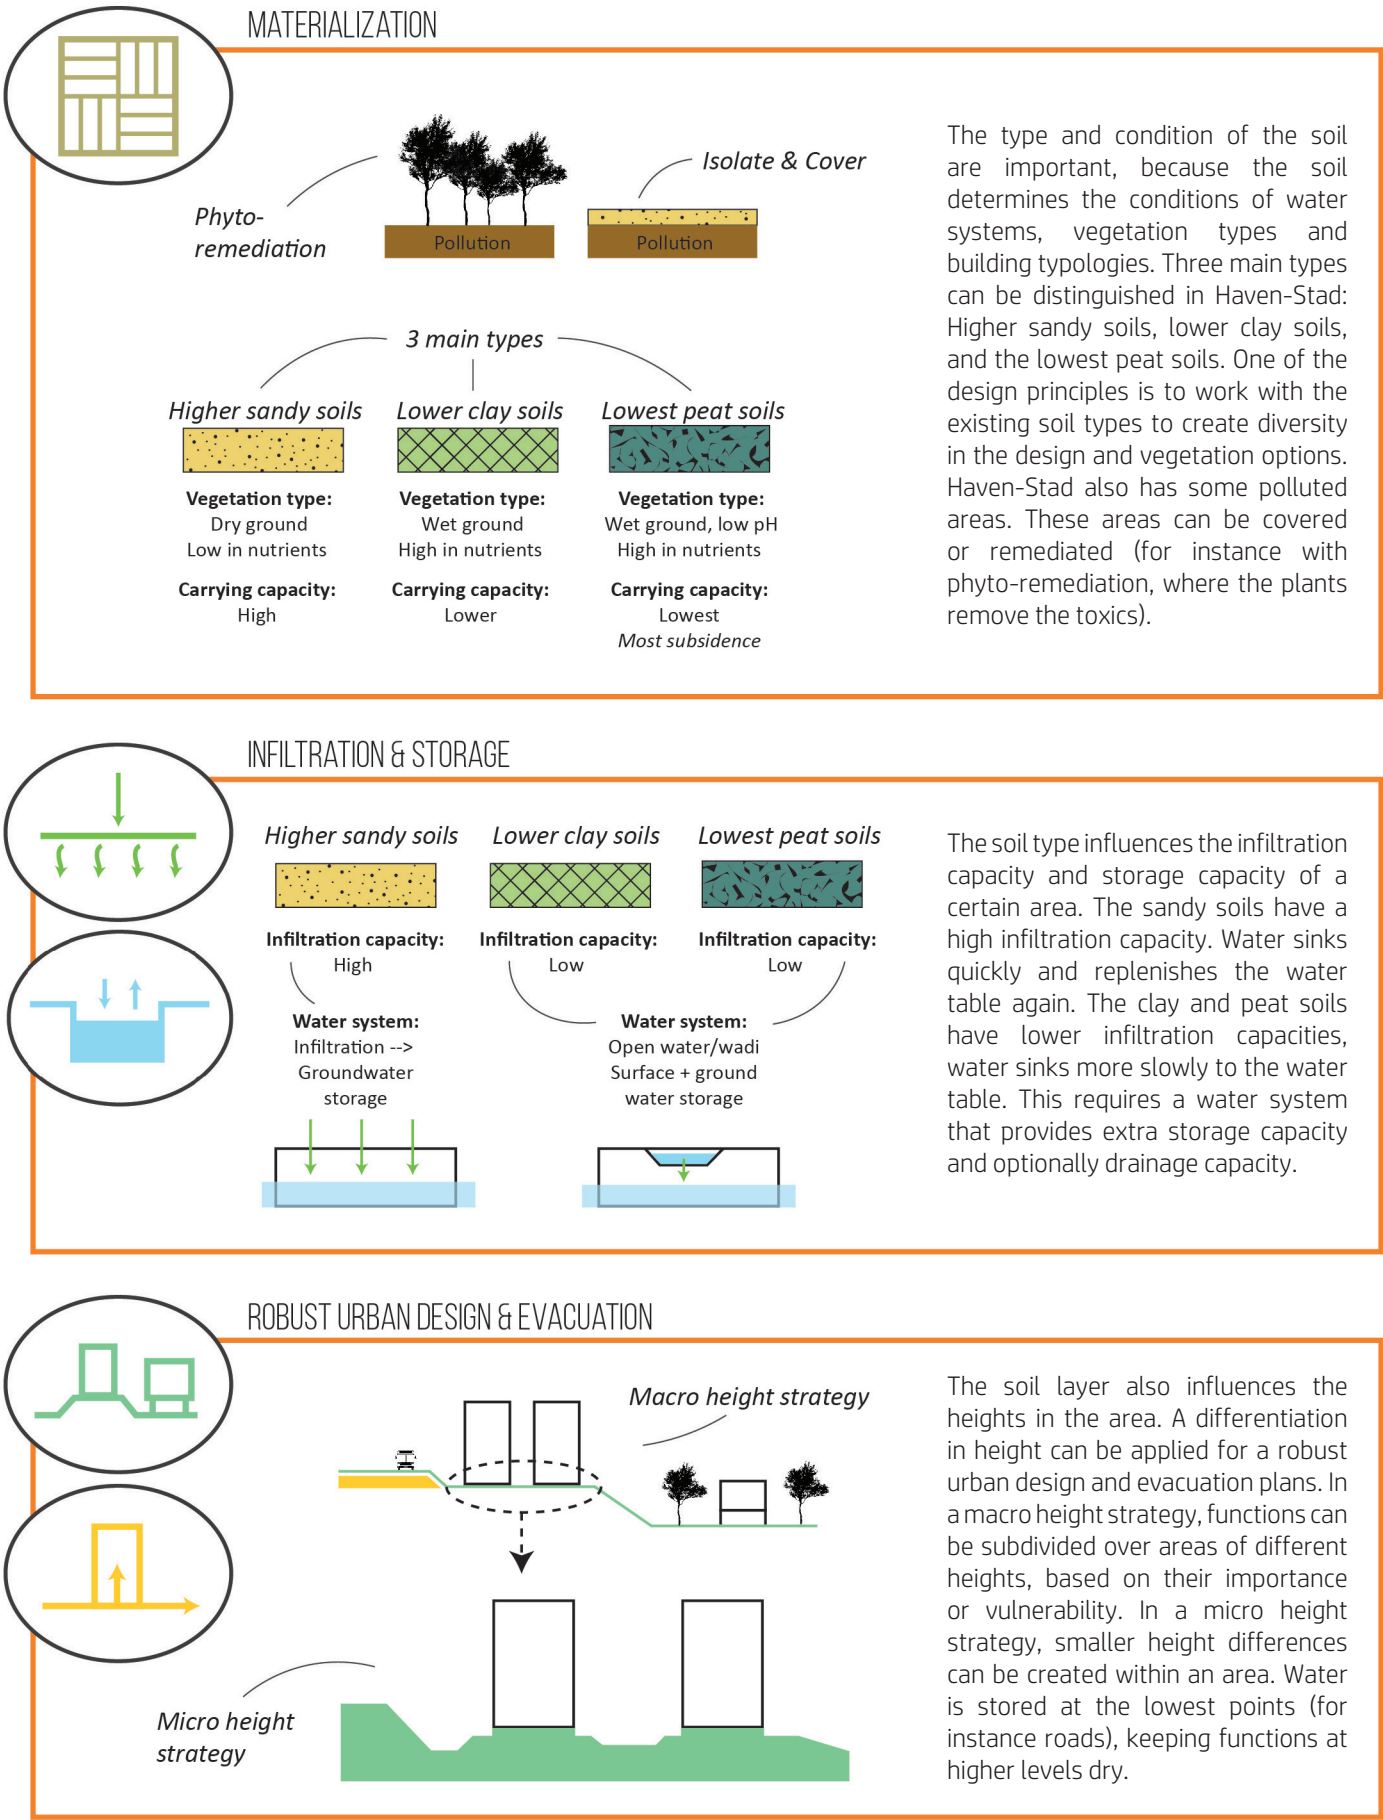 MATERIALIZATION
Phyto-
remediation
Pollution
Isolate & Cover
Pollution
3 main types
Higher sandy soils
Vegetation type:
Dry ground
Low in nutrients
Carrying capacity:
High
Lower clay soils
Vegetation type:
Wet ground
High in nutrients
Carrying capacity:
Lower
Lowest peat soils
Vegetation type:
Wet ground, low pH
High in nutrients
Carrying capacity:
Lowest
Most subsidence
The type and condition of the soil
are important, because the soil
determines the conditions of water
systems, vegetation types and
building typologies. Three main types
can be distinguished in Haven-Stad:
Higher sandy soils, lower clay soils,
and the lowest peat soils. One of the
design principles is to work with the
existing soil types to create diversity
in the design and vegetation options.
Haven-Stad also has some polluted
areas. These areas can be covered
or remediated (for instance with
phyto-remediation, where the plants
remove the toxics).
INFILTRATION & STORAGE
Higher sandy soils
Infiltration capacity:
High
Water system:
Infiltration -->
Groundwater
storage
Lower clay soils
Infiltration capacity:
Low
Lowest peat soils
Infiltration capacity:
Low
Water system:
Open water/wadi
Surface + ground
water storage
The soil type influences the infiltration
capacity and storage capacity of a
certain area. The sandy soils have a
high infiltration capacity. Water sinks
quickly and replenishes the water
table again. The clay and peat soils
have lower infiltration capacities,
water sinks more slowly to the water
table. This requires a water system
that provides extra storage capacity
and optionally drainage capacity.
ROBUST URBAN DESIGN & EVACUATION
Macro height strategy
Micro height
strategy
The soil layer also influences the
heights in the area. A differentiation
in height can be applied for a robust
urban design and evacuation plans. In
a macro height strategy, functions can
be subdivided over areas of different
heights, based on their importance
or vulnerability. In a micro height
strategy, smaller height differences
can be created within an area. Water
is stored at the lowest points (for
instance roads), keeping functions at
higher levels dry.